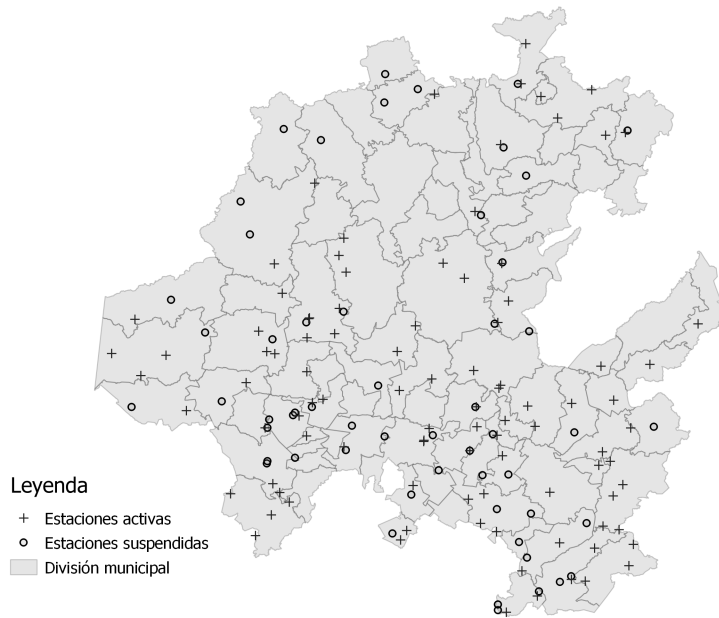 Leyenda
Estaciones activas
Estaciones suspendidas
División municipal